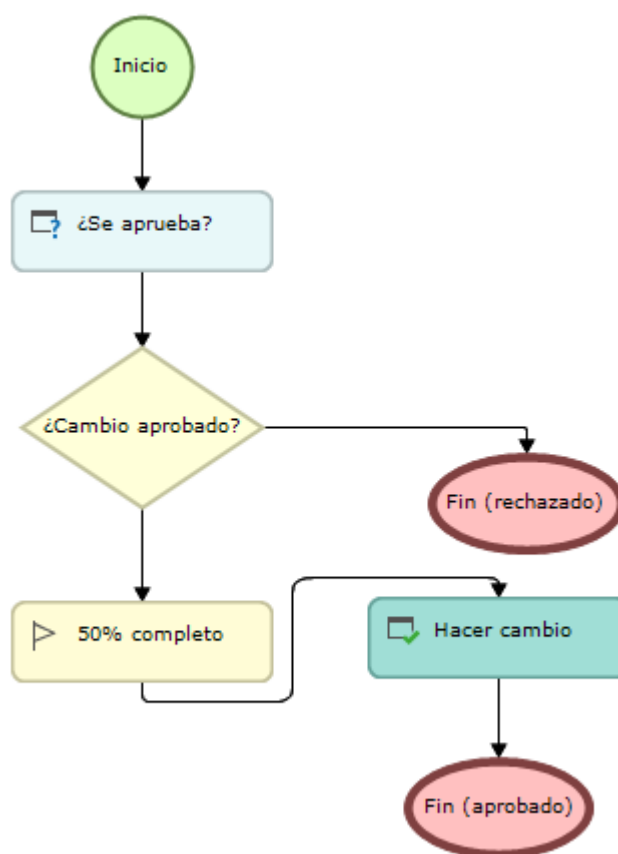 Inicio
¿Se aprueba?
¿Cambio aprobado?
Fin (rechazado)
50% completo
Hacer cambio
Fin (aprobado)